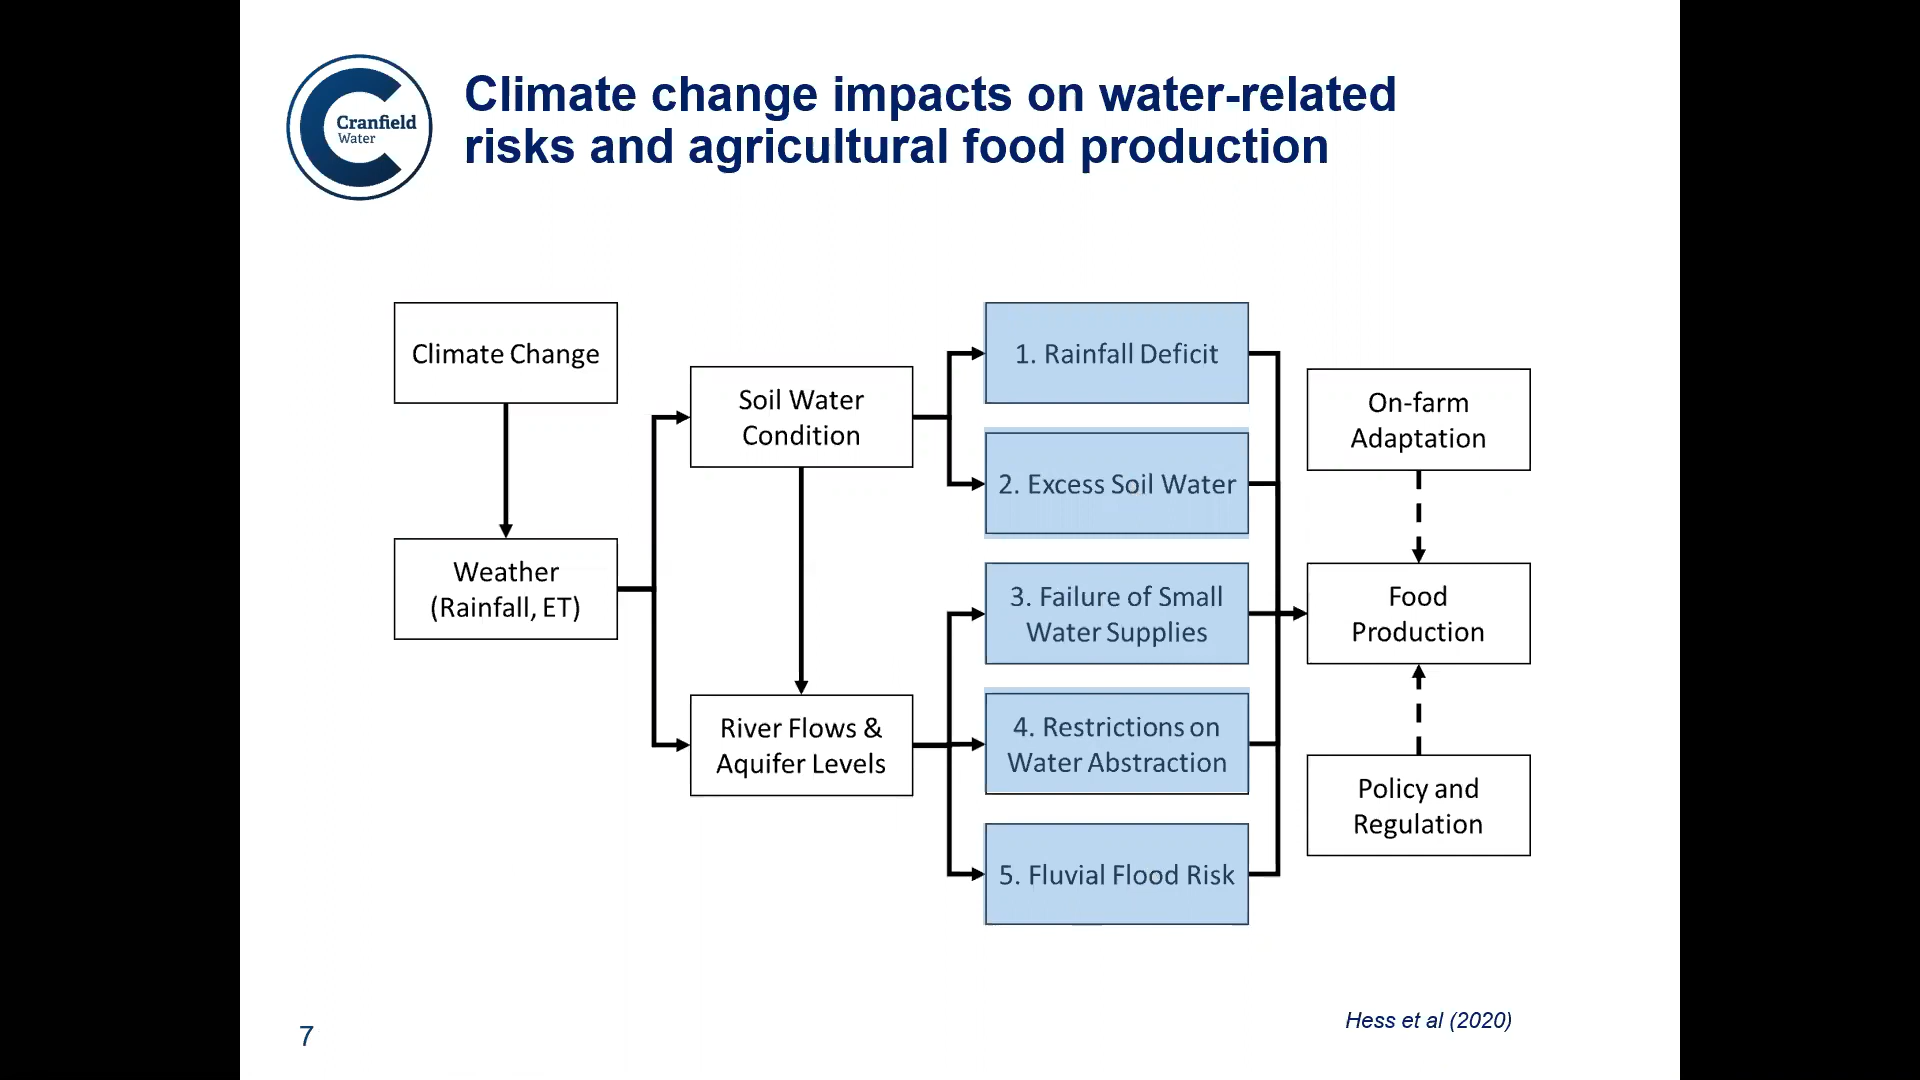 Cranfield
Water
Climate change impacts on water-related
risks and agricultural food production
Climate Change
Weather
(Rainfall, ET)
Soil Water
Condition
River Flows &
Aquifer Levels
1. Rainfall Deficit
2. Excess Soil Water
3. Failure of Small
Water Supplies
4. Restrictions on
Water Abstraction
5. Fluvial Flood Risk
On-farm
Adaptation
Food
Production
Policy and
Regulation
Hess et al (2020)
7